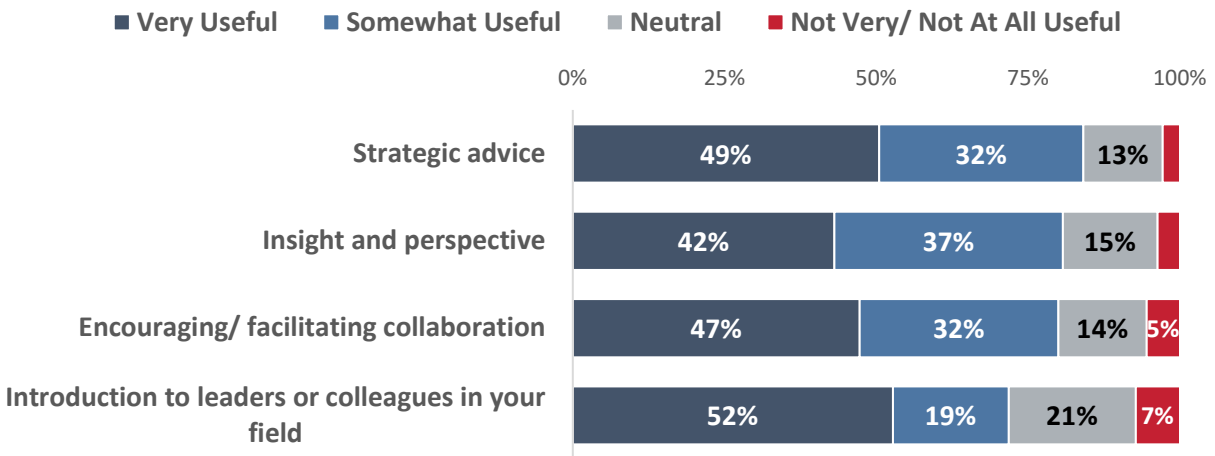 Very Useful Somewhat Useful Neutral Not Very/ Not At All Useful
0% 25% 50% 75% 100%
Strategic advice 49% 32% 13%
Insight and perspective 42% 37% 15%
Encouraging/ facilitating collaboration 47% 32% 14% 5%
Introduction to leaders or colleagues in your
field 52% 19% 21% 7%